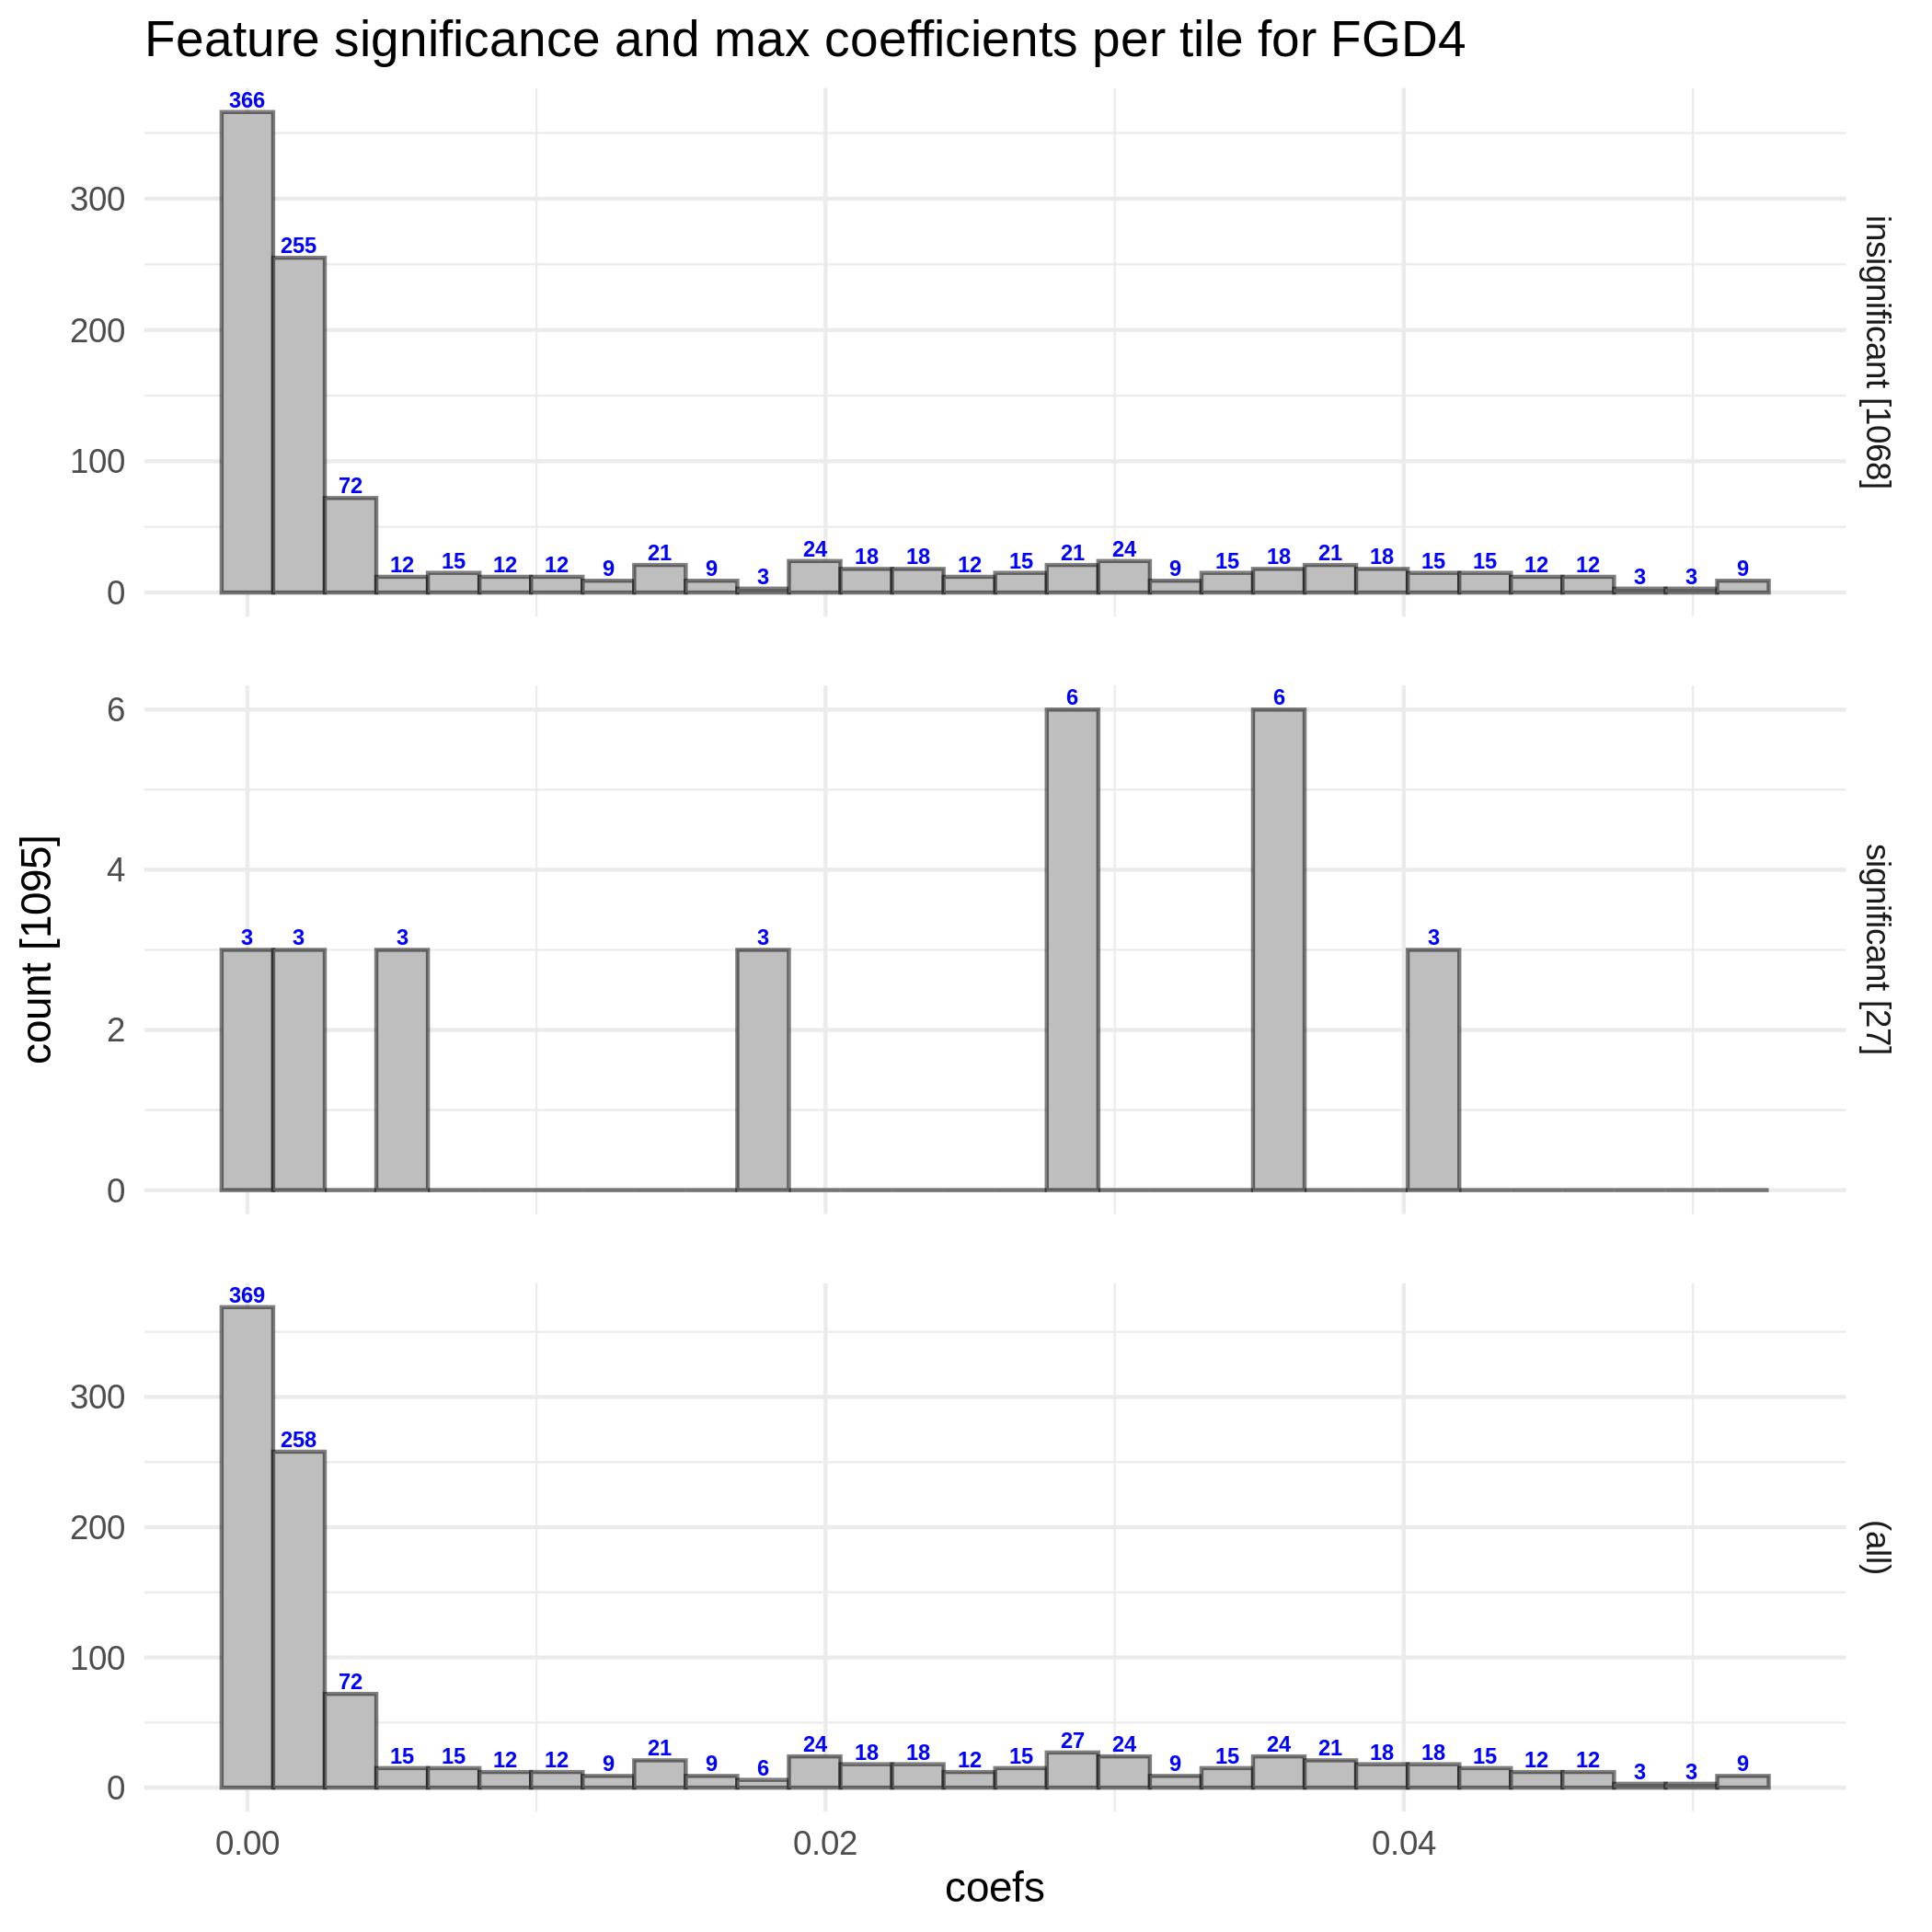 Feature significance and max coefficients per tile for FGD4
366
255
72
12 15 12 12 9 21 9 3 24 18 18 12 15 21 24 9 15 18 21 18 15 15 12 12 3 3 9
300
200
100
0
insignificant [1068]
6 6
3 3 3 3 3
6
4
2
0
significant [27]
count [1095]
369
258
72
15 15 12 12 9 21 9 6 24 18 18 12 15 27 24 9 15 24 21 18 18 15 12 12 3 3 9
300
200
100
0
(all)
0.00 0.02 0.04
coefs